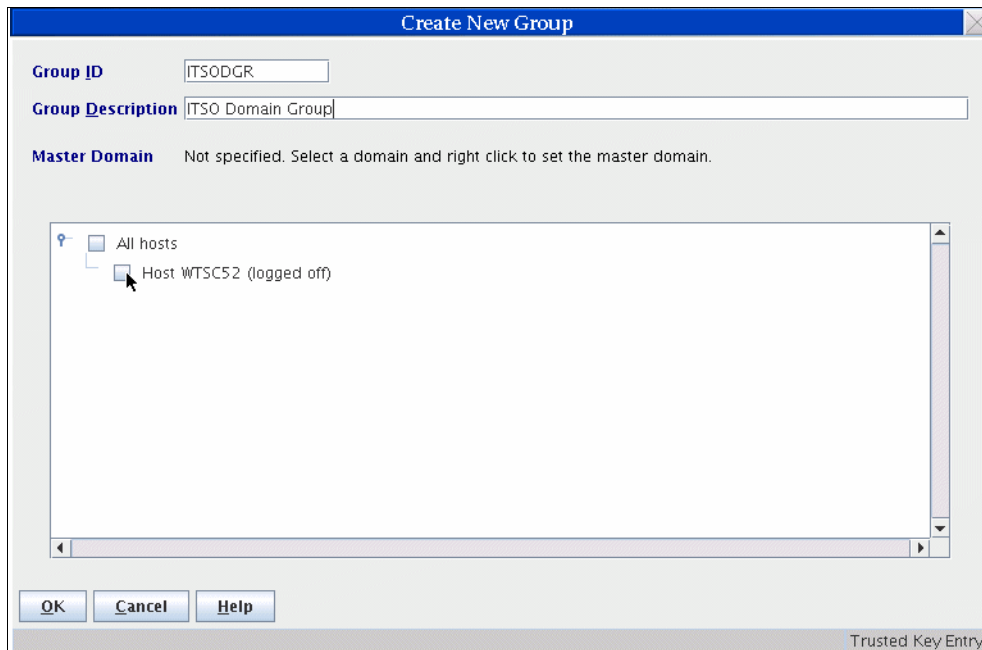 Create New Group
Group ID ITSODGR
Group Description ITSO Domain Group
Master Domain Not specified. Select a domain and right click to set the master domain.
All hosts
Host WTSC52 (logged off)
OK Cancel Help
Trusted Key Entry